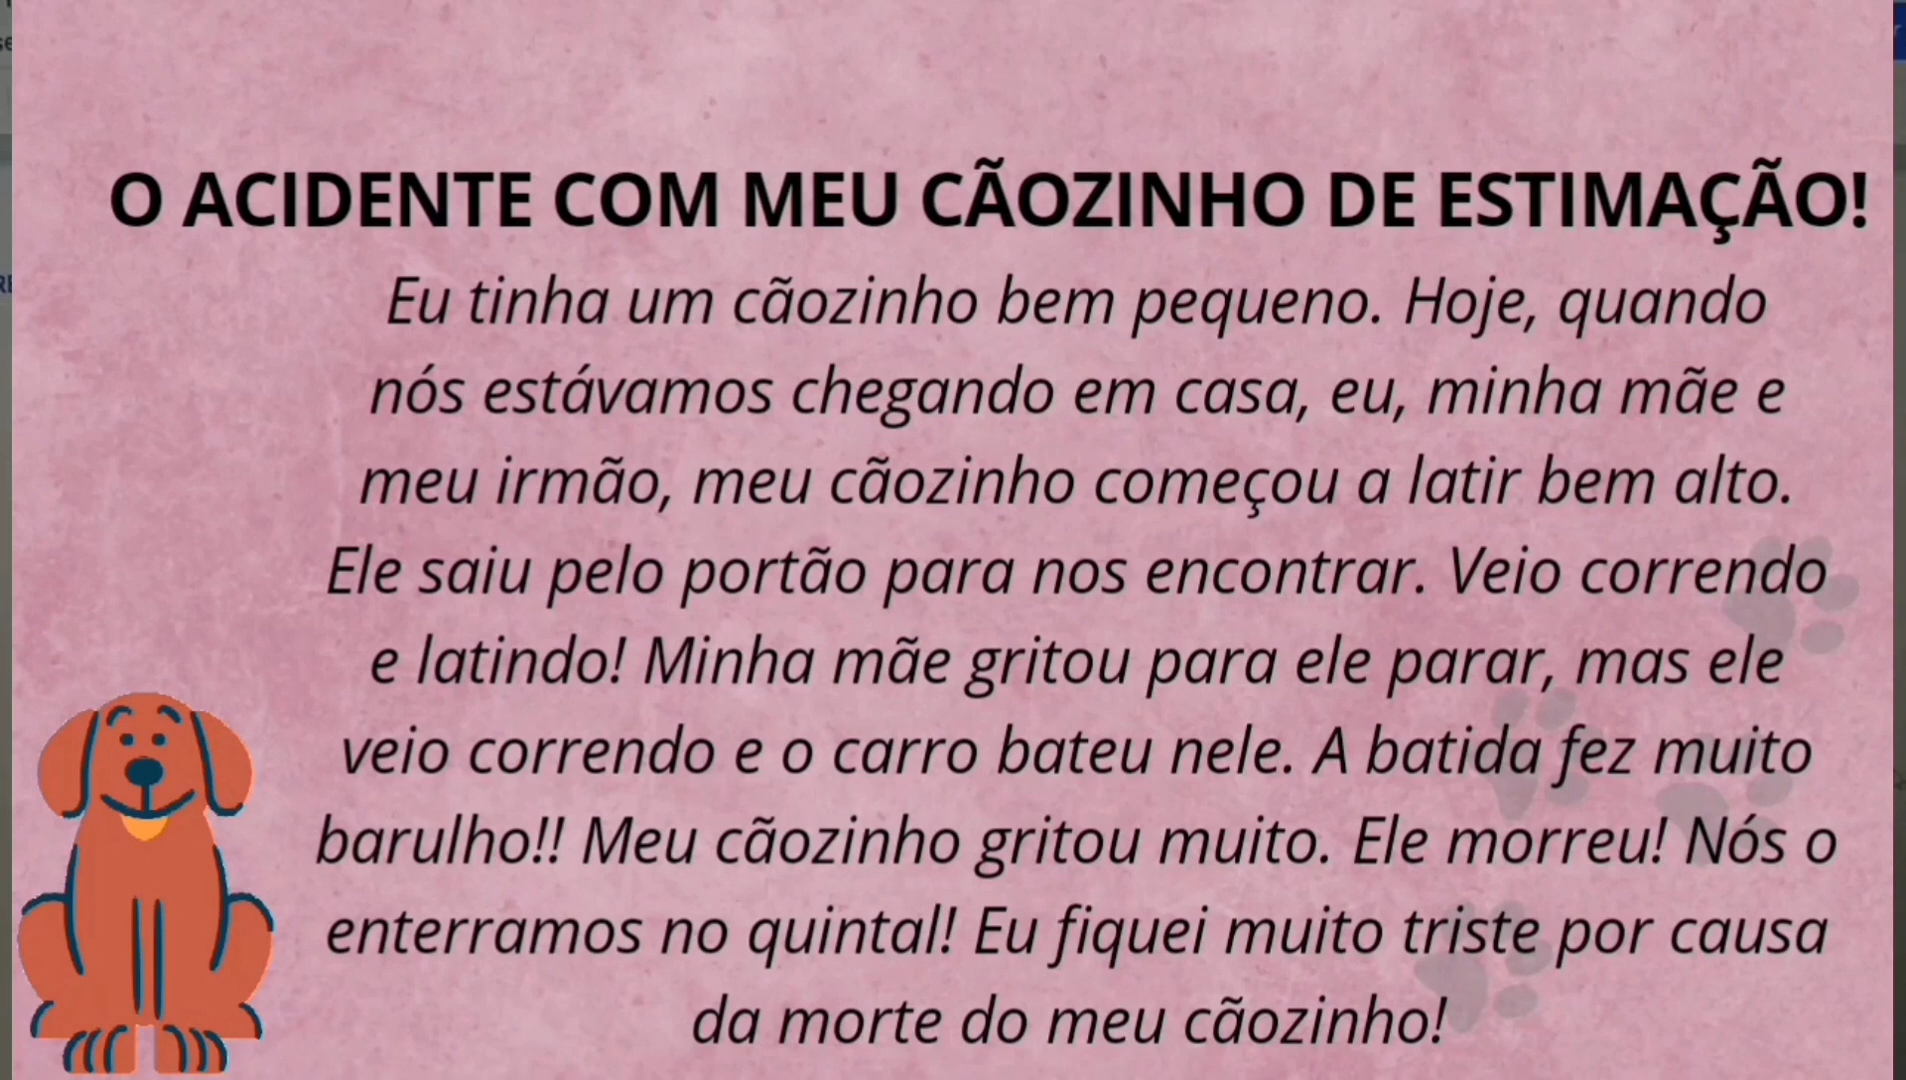 O ACIDENTE COM MEU CÃOZINHO DE ESTIMAÇÃO!
Eu tinha um cãozinho bem pequeno. Hoje, quando
nós estávamos chegando em casa, eu, minha mãe e
meu irmão, meu cãozinho começou a latir bem alto.
Ele saiu pelo portão para nos encontrar. Veio correndo
e latindo! Minha mãe gritou para ele parar, mas ele
veio correndo e o carro bateu nele. A batida fez muito
barulho!! Meu cãozinho gritou muito. Ele morreu! Nós o
enterramos no quintal! Eu fiquei muito triste por causa
da morte do meu cãozinho!